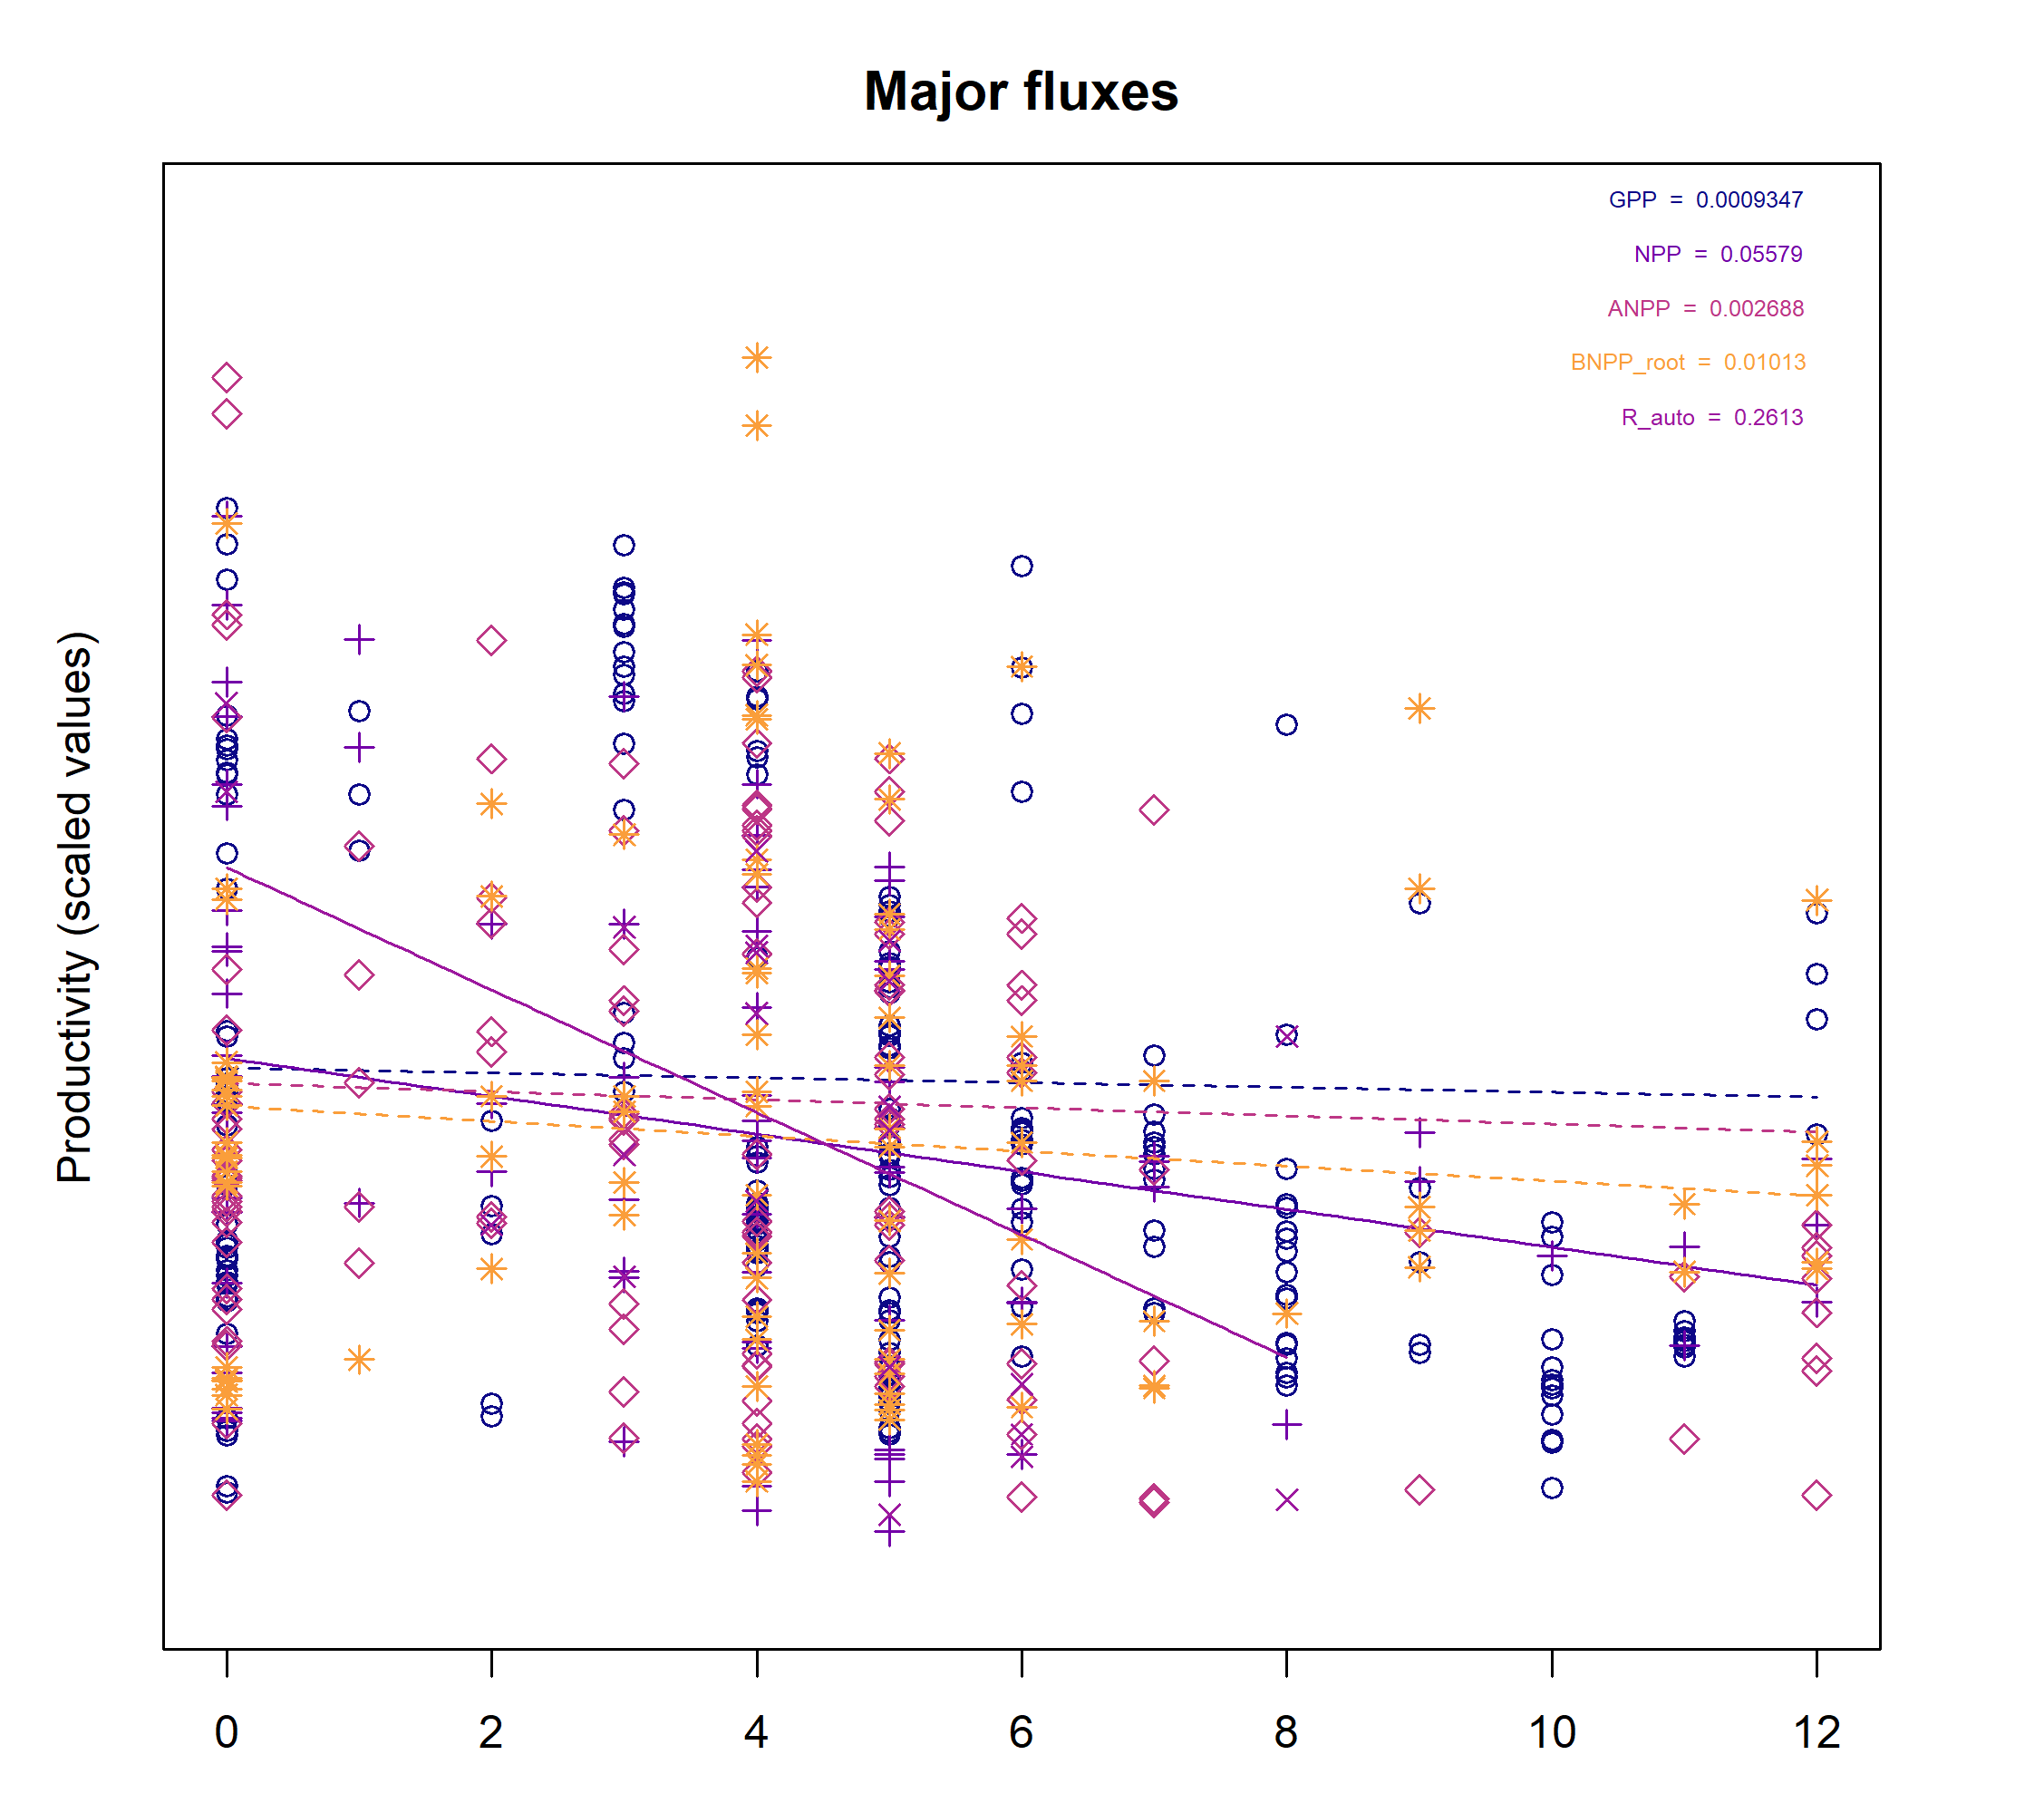 Major fluxes
GPP = 0.0009347
NPP = 0.05579
ANPP = 0.002688
BNPP_root = 0.01013
R_auto = 0.2613
Productivity (scaled values)
0 2 4 6 8 10 12